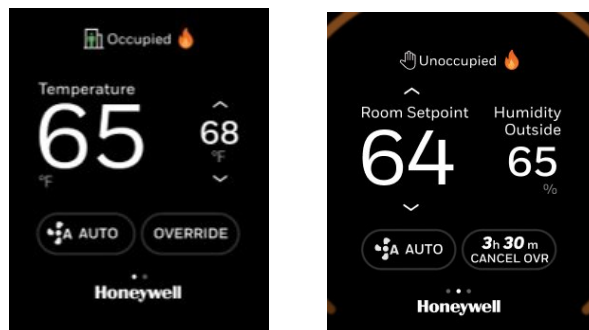 Occupied
Temperature
65
°F
68
°F
A AUTO
OVERRIDE
Honeywell
Unoccupied
Room Setpoint
64
Humidity
Outside
65
%
A AUTO
3h 30 m
CANCEL OVR
Honeywell